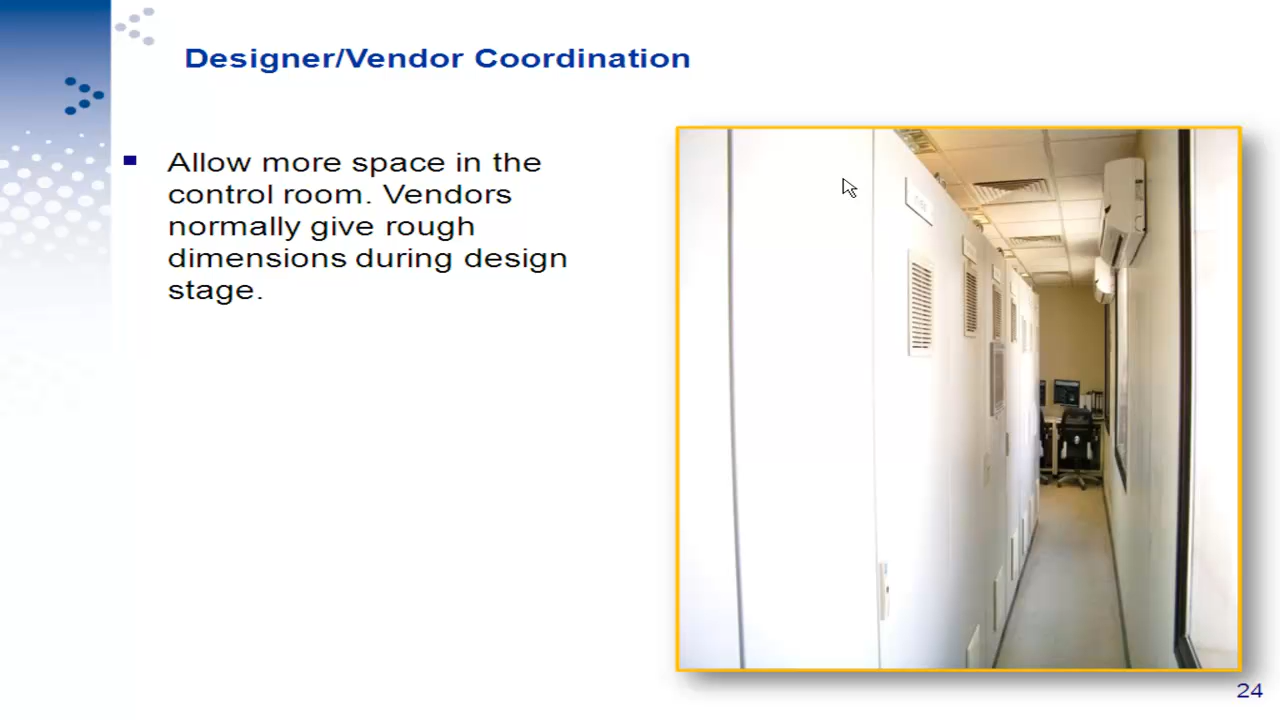 Designer/Vendor Coordination
Allow more space in the
control room. Vendors
normally give rough
dimensions during design
stage.
24